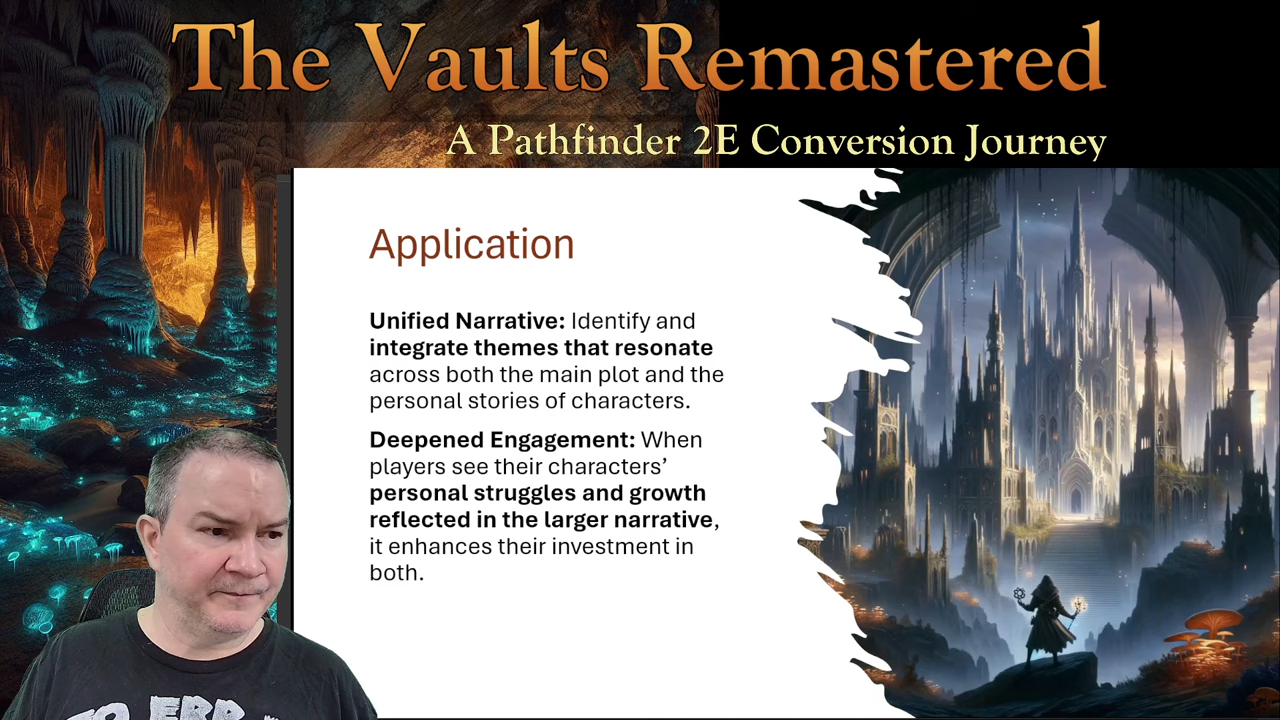 The Vaults Remastered
A Pathfinder 2E Conversion Journey
Application
Unified Narrative: Identify and
integrate themes that resonate
across both the main plot and the
personal stories of characters.
Deepened Engagement: When
players see their characters’
personal struggles and growth
reflected in the larger narrative,
it enhances their investment in
both.
TO ERR